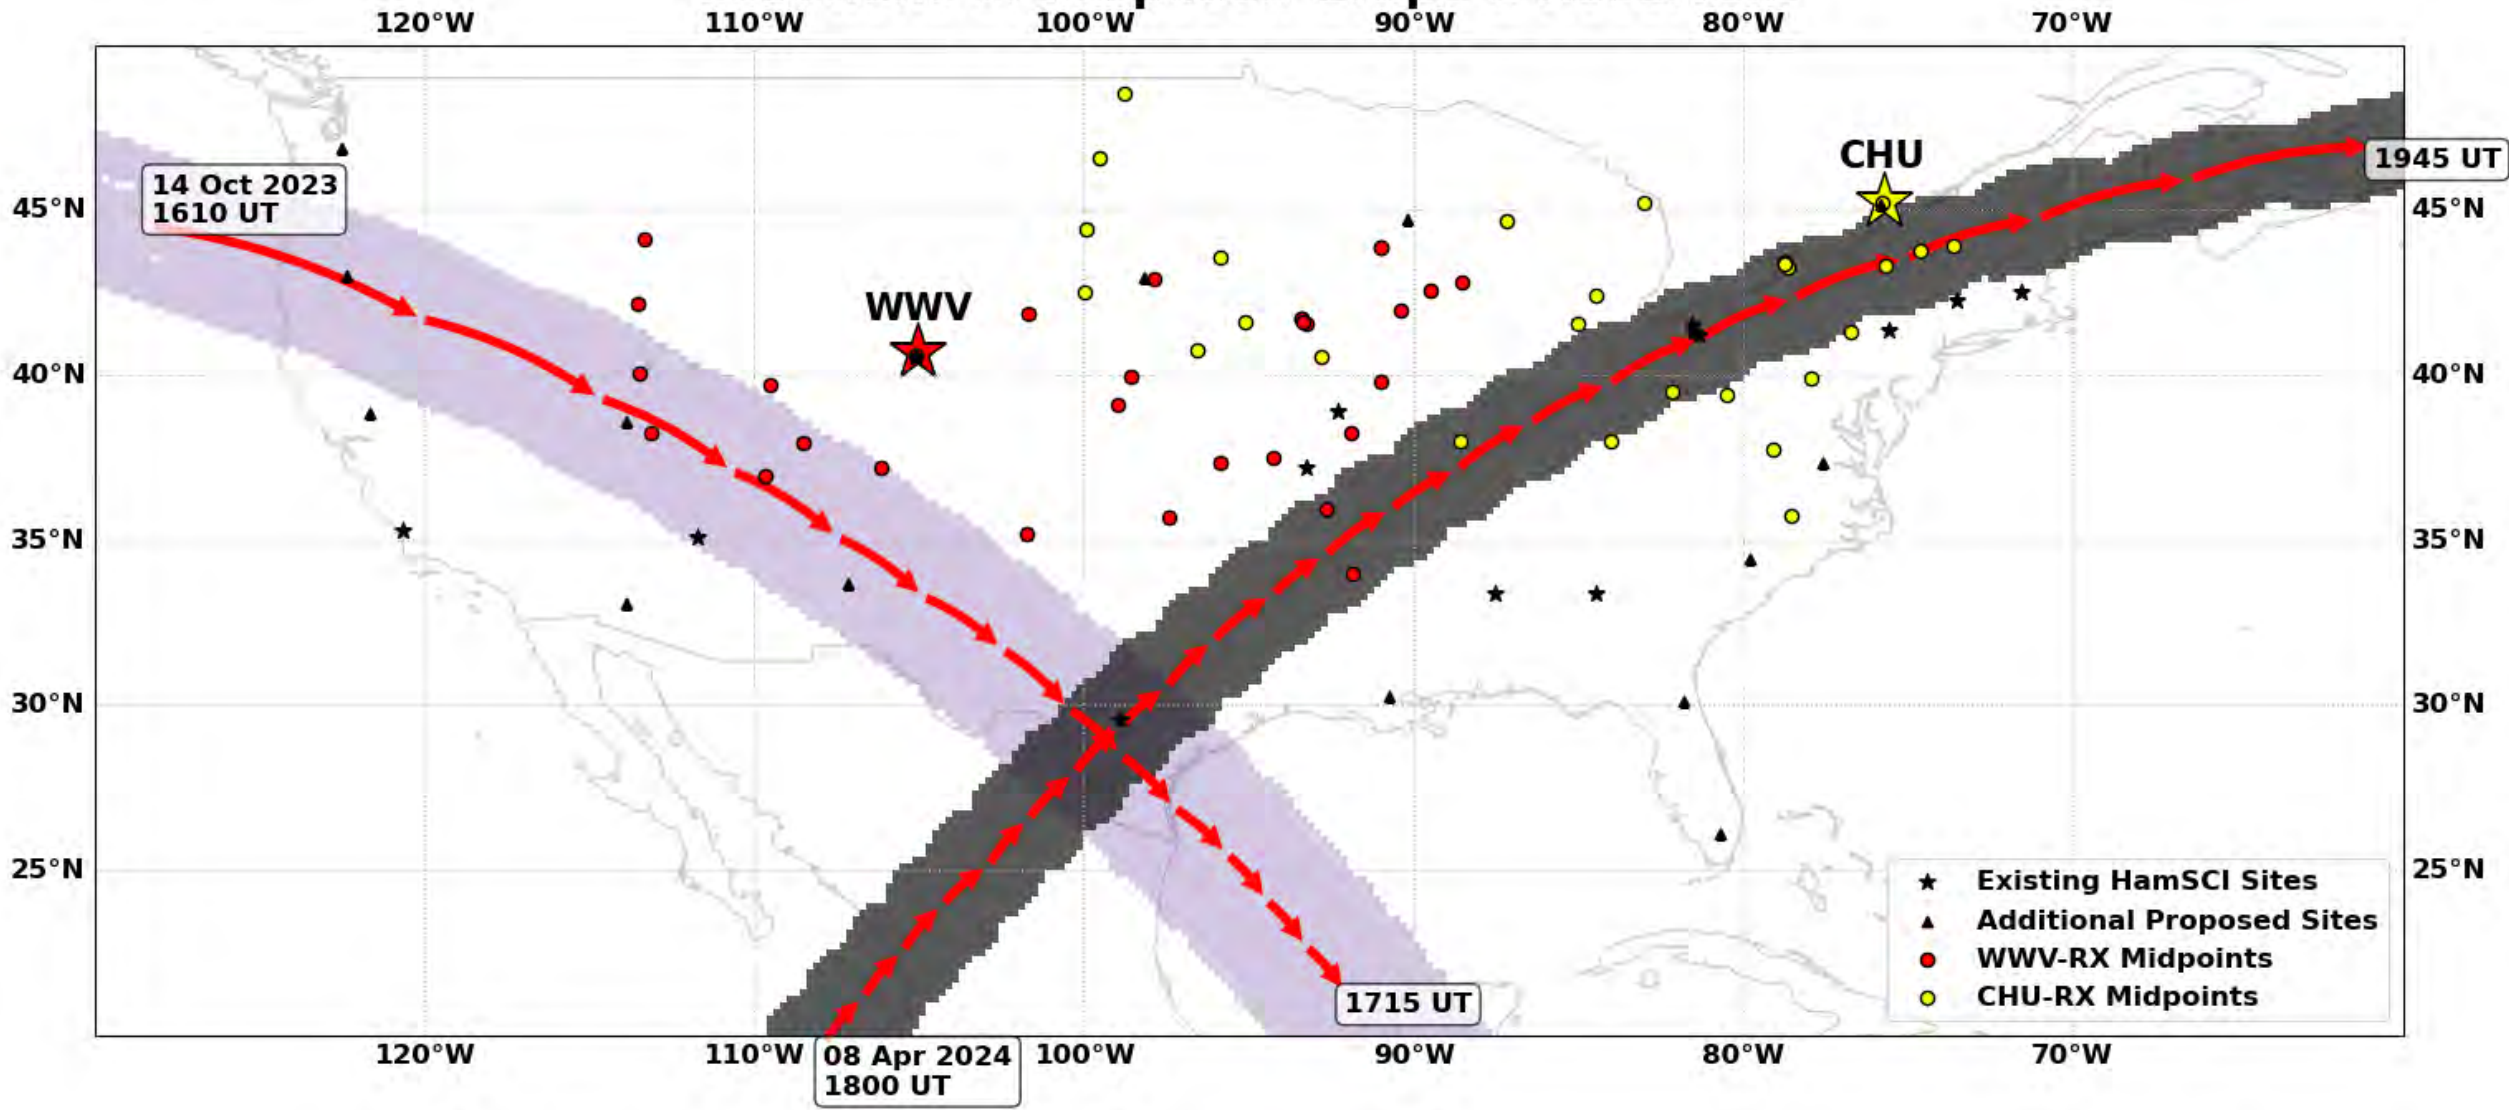 120°W 110°W 100°W 90°W 80°W 70°W
CHU
1945 UT
14 Oct 2023
1610 UT
45°N 45°N
WWV
40°N 40°N
35°N 35°N
30°N 30°N
25°N 25°N
Existing HamSCI Sites
Additional Proposed Sites
WWV-RX Midpoints
CHU-RX Midpoints
1715 UT
120°W 110°W 100°W 90°W 80°W 70°W
08 Apr 2024
1800 UT